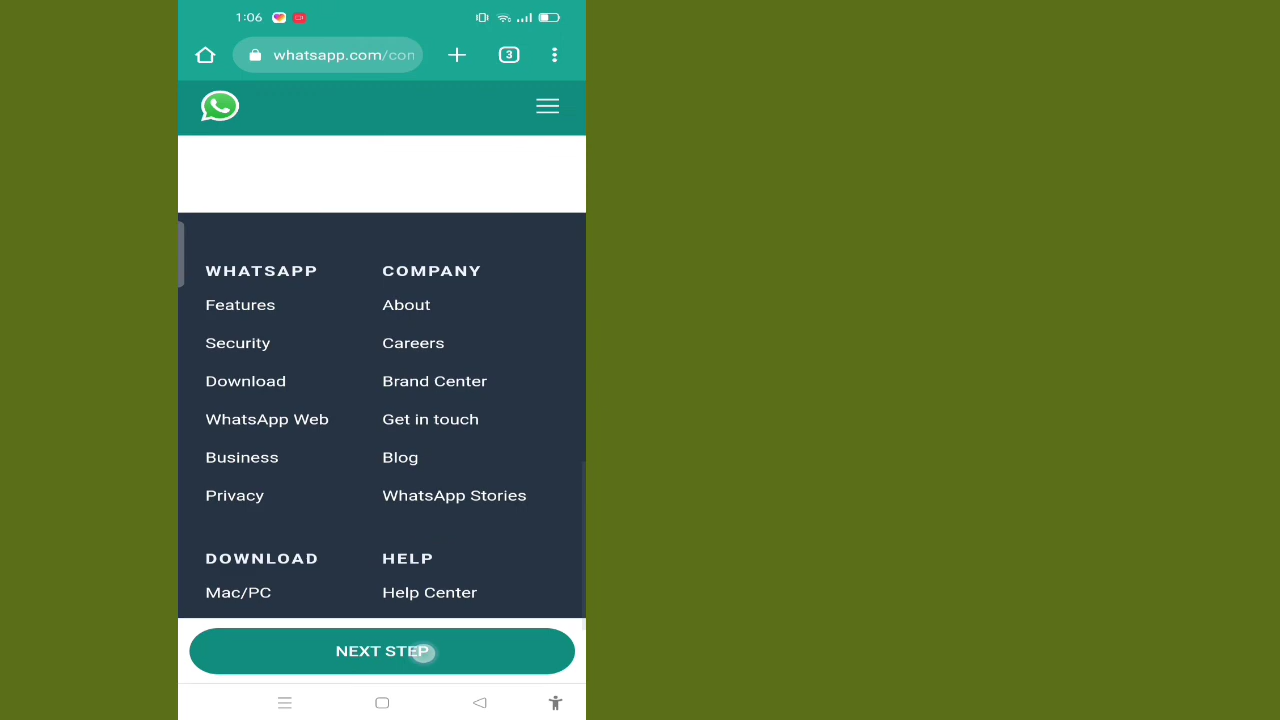 1:06
whatsapp.com/con
3
WHATSAPP
COMPANY
Features
About
Security
Careers
Download
Brand Center
WhatsApp Web
Get in touch
Business
Blog
Privacy
WhatsApp Stories
DOWNLOAD
HELP
Mac/PC
Help Center
NEXT STEP